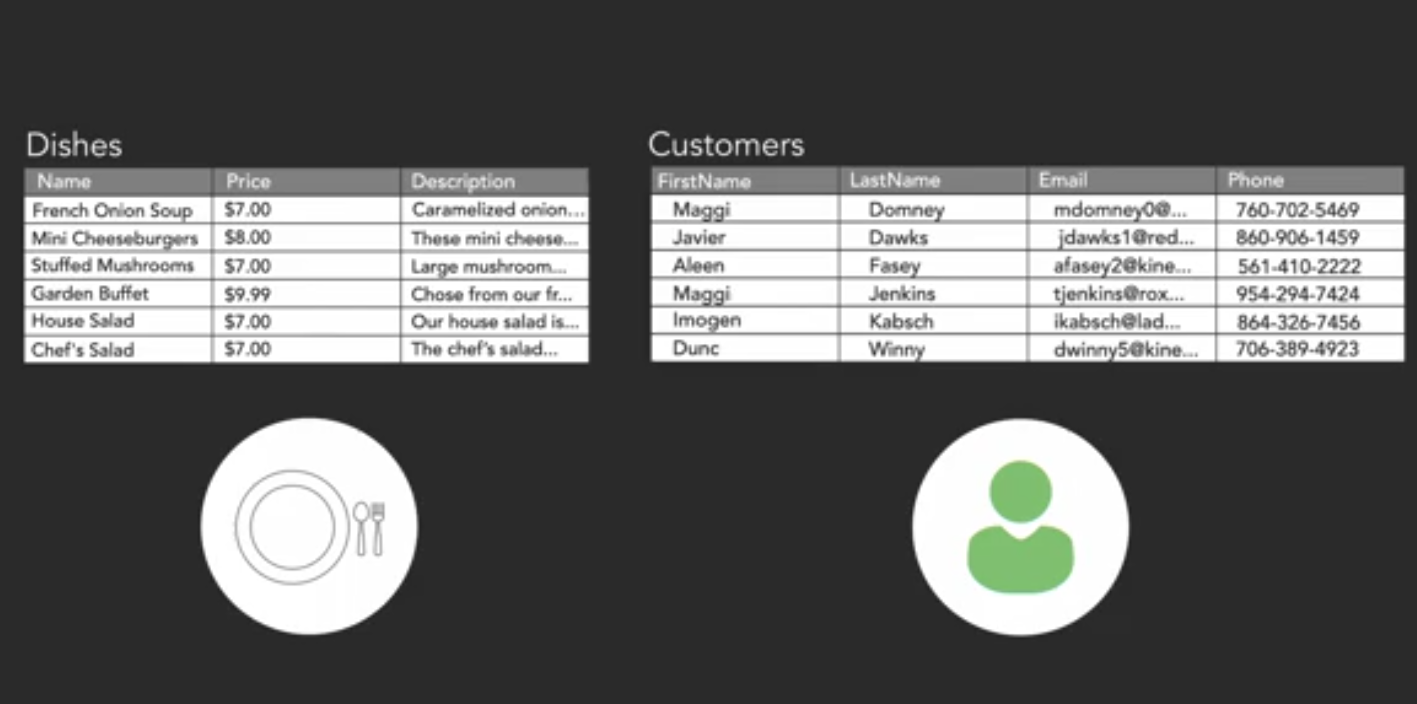 Dishes
Name Price Description
French Onion Soup $7.00 Caramelized onion...
Mini Cheeseburgers $8.00 These mini cheese...
Stuffed Mushrooms $7.00 Large mushroom...
Garden Buffet $9.99 Chose from our fr...
House Salad $7.00 Our house salad is...
Chef's Salad $7.00 The chef's salad...
Customers
FirstName LastName Email Phone
Maggi Domney mdomney0@... 760-702-5469
Javier Dawks jdawks1@red... 860-906-1459
Aleen Fasey afasey2@kine... 561-410-2222
Maggi Jenkins tjenkins@rox... 954-294-7424
Imogen Kabsch ikabsch@lad... 864-326-7456
Dunc Winny dwinny5@kine... 706-389-4923